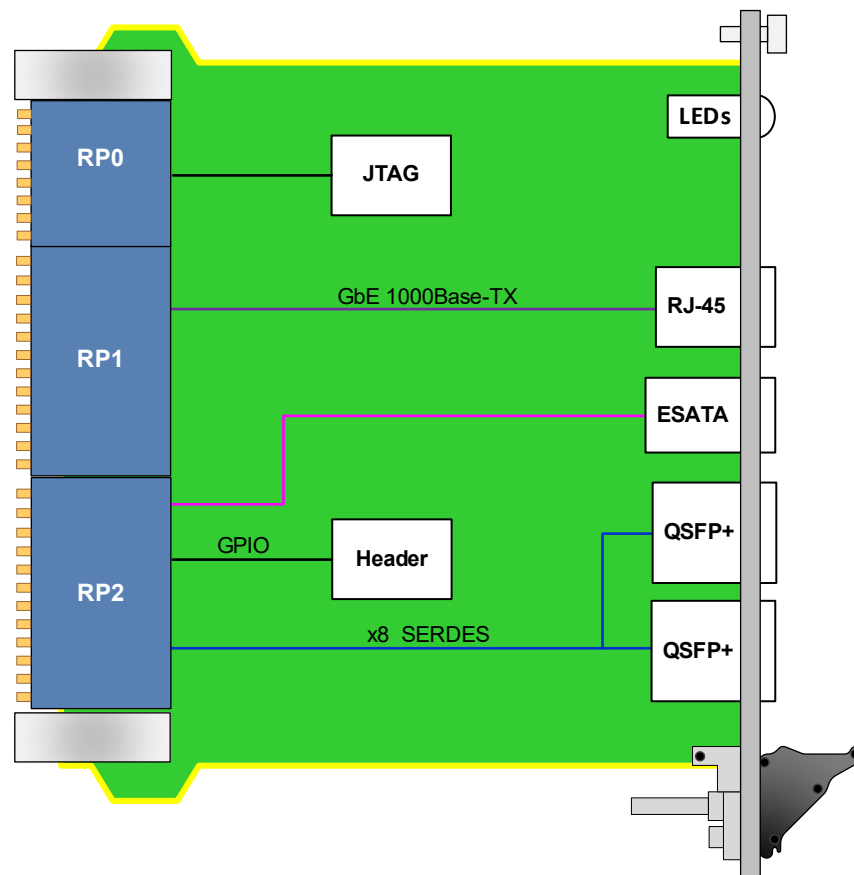 LEDs
RP0
JTAG
GbE 1000Base-TX
RJ-45
RP1
ESATA
QSFP+
GPIO
Header
RP2
x8 SERDES
QSFP+